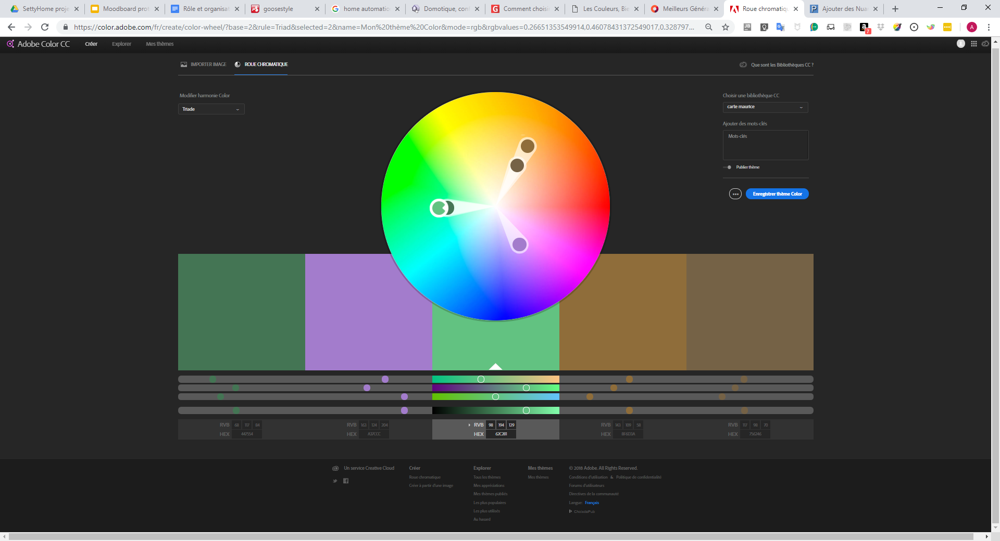 SettyHome proje
Moodboard prot
Rôle et organisat
goosestyle
home automatio
Domotique, conf
Comment choisi
Les Couleurs, Bie
Meilleurs Généra
Roue chromatiqu
Ajouter des Nuan
https://color.adobe.com/fr/create/color-wheel/?base=2&rule=Triad&selected=2&name=Mon%20thème%20Color&mode=rgb&rgbvalues=0.26651353549914,0.46078431372549017,0.328797...
JB
a
7
A
Adobe Color CC
Créer
Explorer
Mes thèmes
IMPORTER IMAGE
ROUE CHROMATIQUE
Que sont les Bibliothèques CC ?
Modifier harmonie Color
Triade
Choisir une bibliothèque CC
carte maurice
Ajouter des mots-clés
Mots-clés
Publier thème
Enregistrer thème Color
RVB 68 117 84
HEX 447554
RVB 163 124 204
HEX A37CCC
RVB 98 194 129
HEX 62C281
RVB 143 109 58
HEX 8F6D3A
RVB 117 98 70
HEX 756246
Un service Creative Cloud
Créer
Roue chromatique
Créer à partir d'une image
Explorer
Tous les thèmes
Mes appréciations
Mes thèmes publiés
Les plus populaires
Les plus utilisés
Au hasard
Mes thèmes
Mes thèmes
© 2018 Adobe. All Rights Reserved.
Conditions d'utilisation & Politique de confidentialité
Forums d'utilisateurs
Directives de la communauté
Langue: Français
ChoixdePub